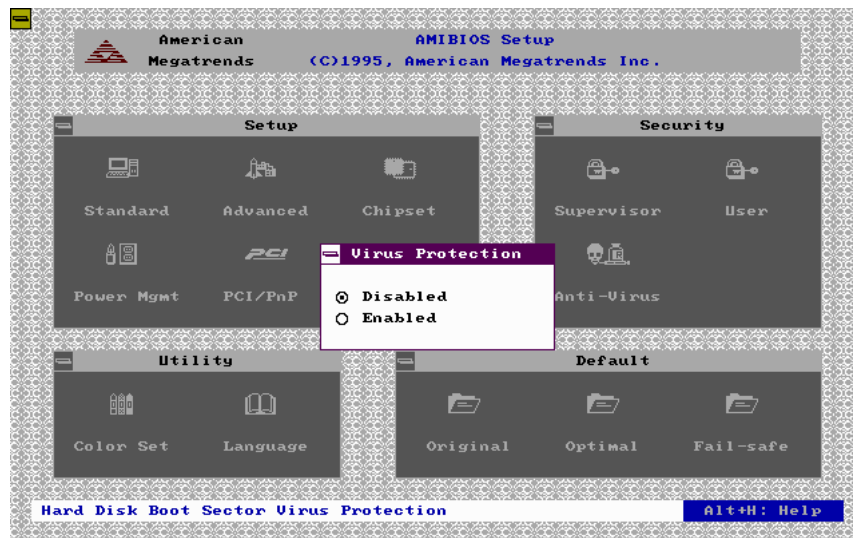 American
Megatrends
AMIBIOS Setup
(C)1995, American Megatrends Inc.
Setup
Standard Advanced Chipset
Power Mgmt PCI PCI/PnP
Security
Supervisor User
Anti-Virus
Virus Protection
Disabled
Enabled
Utility
Color Set Language
Default
Original Optimal Fail-safe
Hard Disk Boot Sector Virus Protection
Alt+H: Help